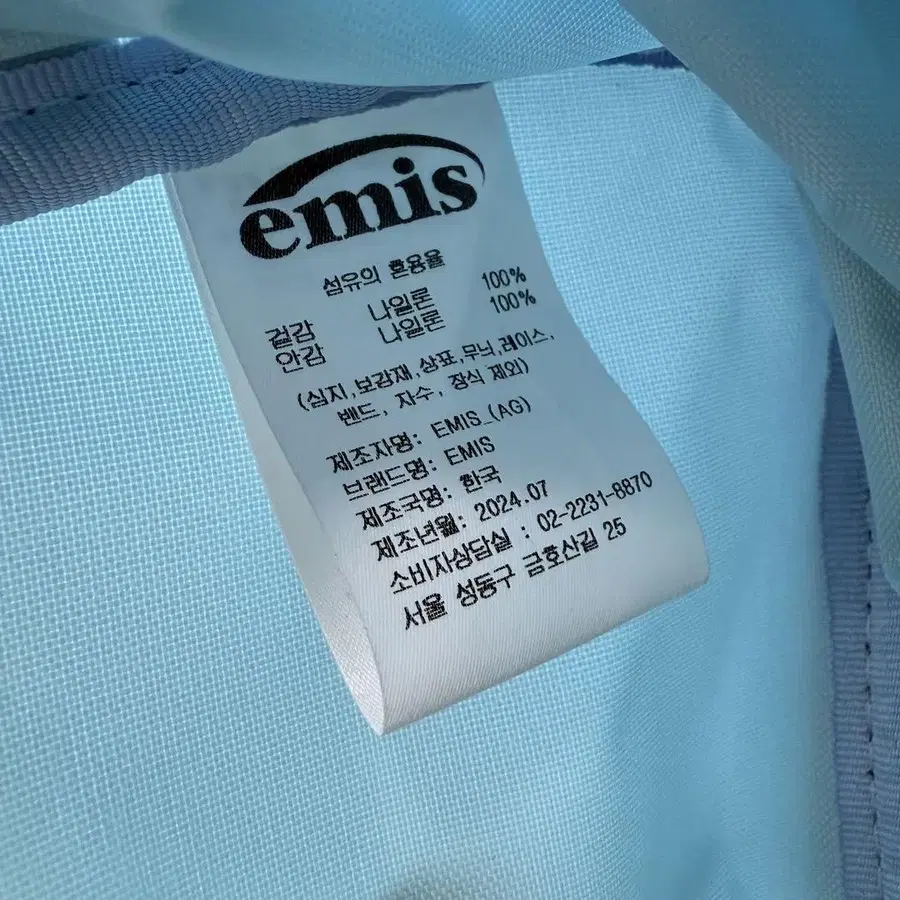 emis
섬유의 혼용율
겉감 나일론 100%
안감 나일론 100%
(심지,보강재,상표,무늬,레이스,
밴드, 자수, 장식 제외)
제조자명: EMIS_(AG)
브랜드명: EMIS
제조국명: 한국
제조년월: 2024.07
소비자상담실 : 02-2231-8870
서울 성동구 금호산길 25